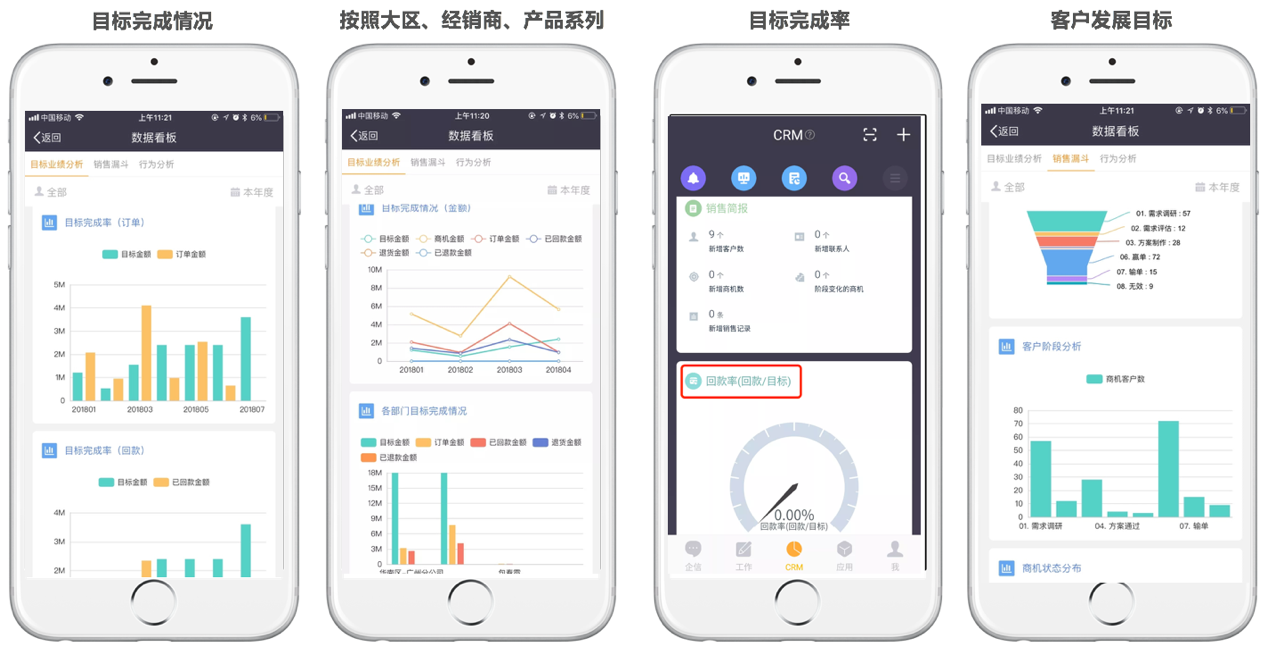 目标完成情况
中国移动 上午11:21 6%
返回 数据看板
目标业绩分析 销售漏斗 行为分析
全部 本年度
目标完成率（订单）
目标金额 订单金额
5M
4M
3M
2M
1M
0
201801 201803 201805 201807
目标完成率（回款）
目标金额 已回款金额
4M
3M
2M
按照大区、经销商、产品系列
中国移动 上午11:20 6%
返回 数据看板
目标业绩分析 销售漏斗 行为分析
全部 本年度
目标完成情况（金额）
目标金额 商机金额 订单金额 已回款金额
退货金额 已退款金额
10M
8M
6M
4M
2M
0
201801 201802 201803 201804
各部门目标完成情况
目标金额 订单金额 已回款金额 退货金额
已退款金额
18M
15M
12M
9M
6M
3M
0
华南区-广州分公司
目标完成率
CRM?
销售简报
9个 0个
新增客户数 新增联系人
0个 0个
新增商机数 阶段变化的商机
0条
新增销售记录
回款率(回款/目标)
0.00%
回款率(回款/目标)
企信 工作 CRM 应用 我
客户发展目标
中国移动 上午11:21 6%
返回 数据看板
目标业绩分析 销售漏斗 行为分析
全部 本年度
01. 需求调研 : 57
02. 需求评估 : 12
03. 方案制作 : 28
06. 赢单 : 72
07. 输单 : 15
08. 无效 : 9
客户阶段分析
商机客户数
80
70
60
50
40
30
20
10
0
01. 需求调研 04. 方案通过 07. 输单
商机状态分布